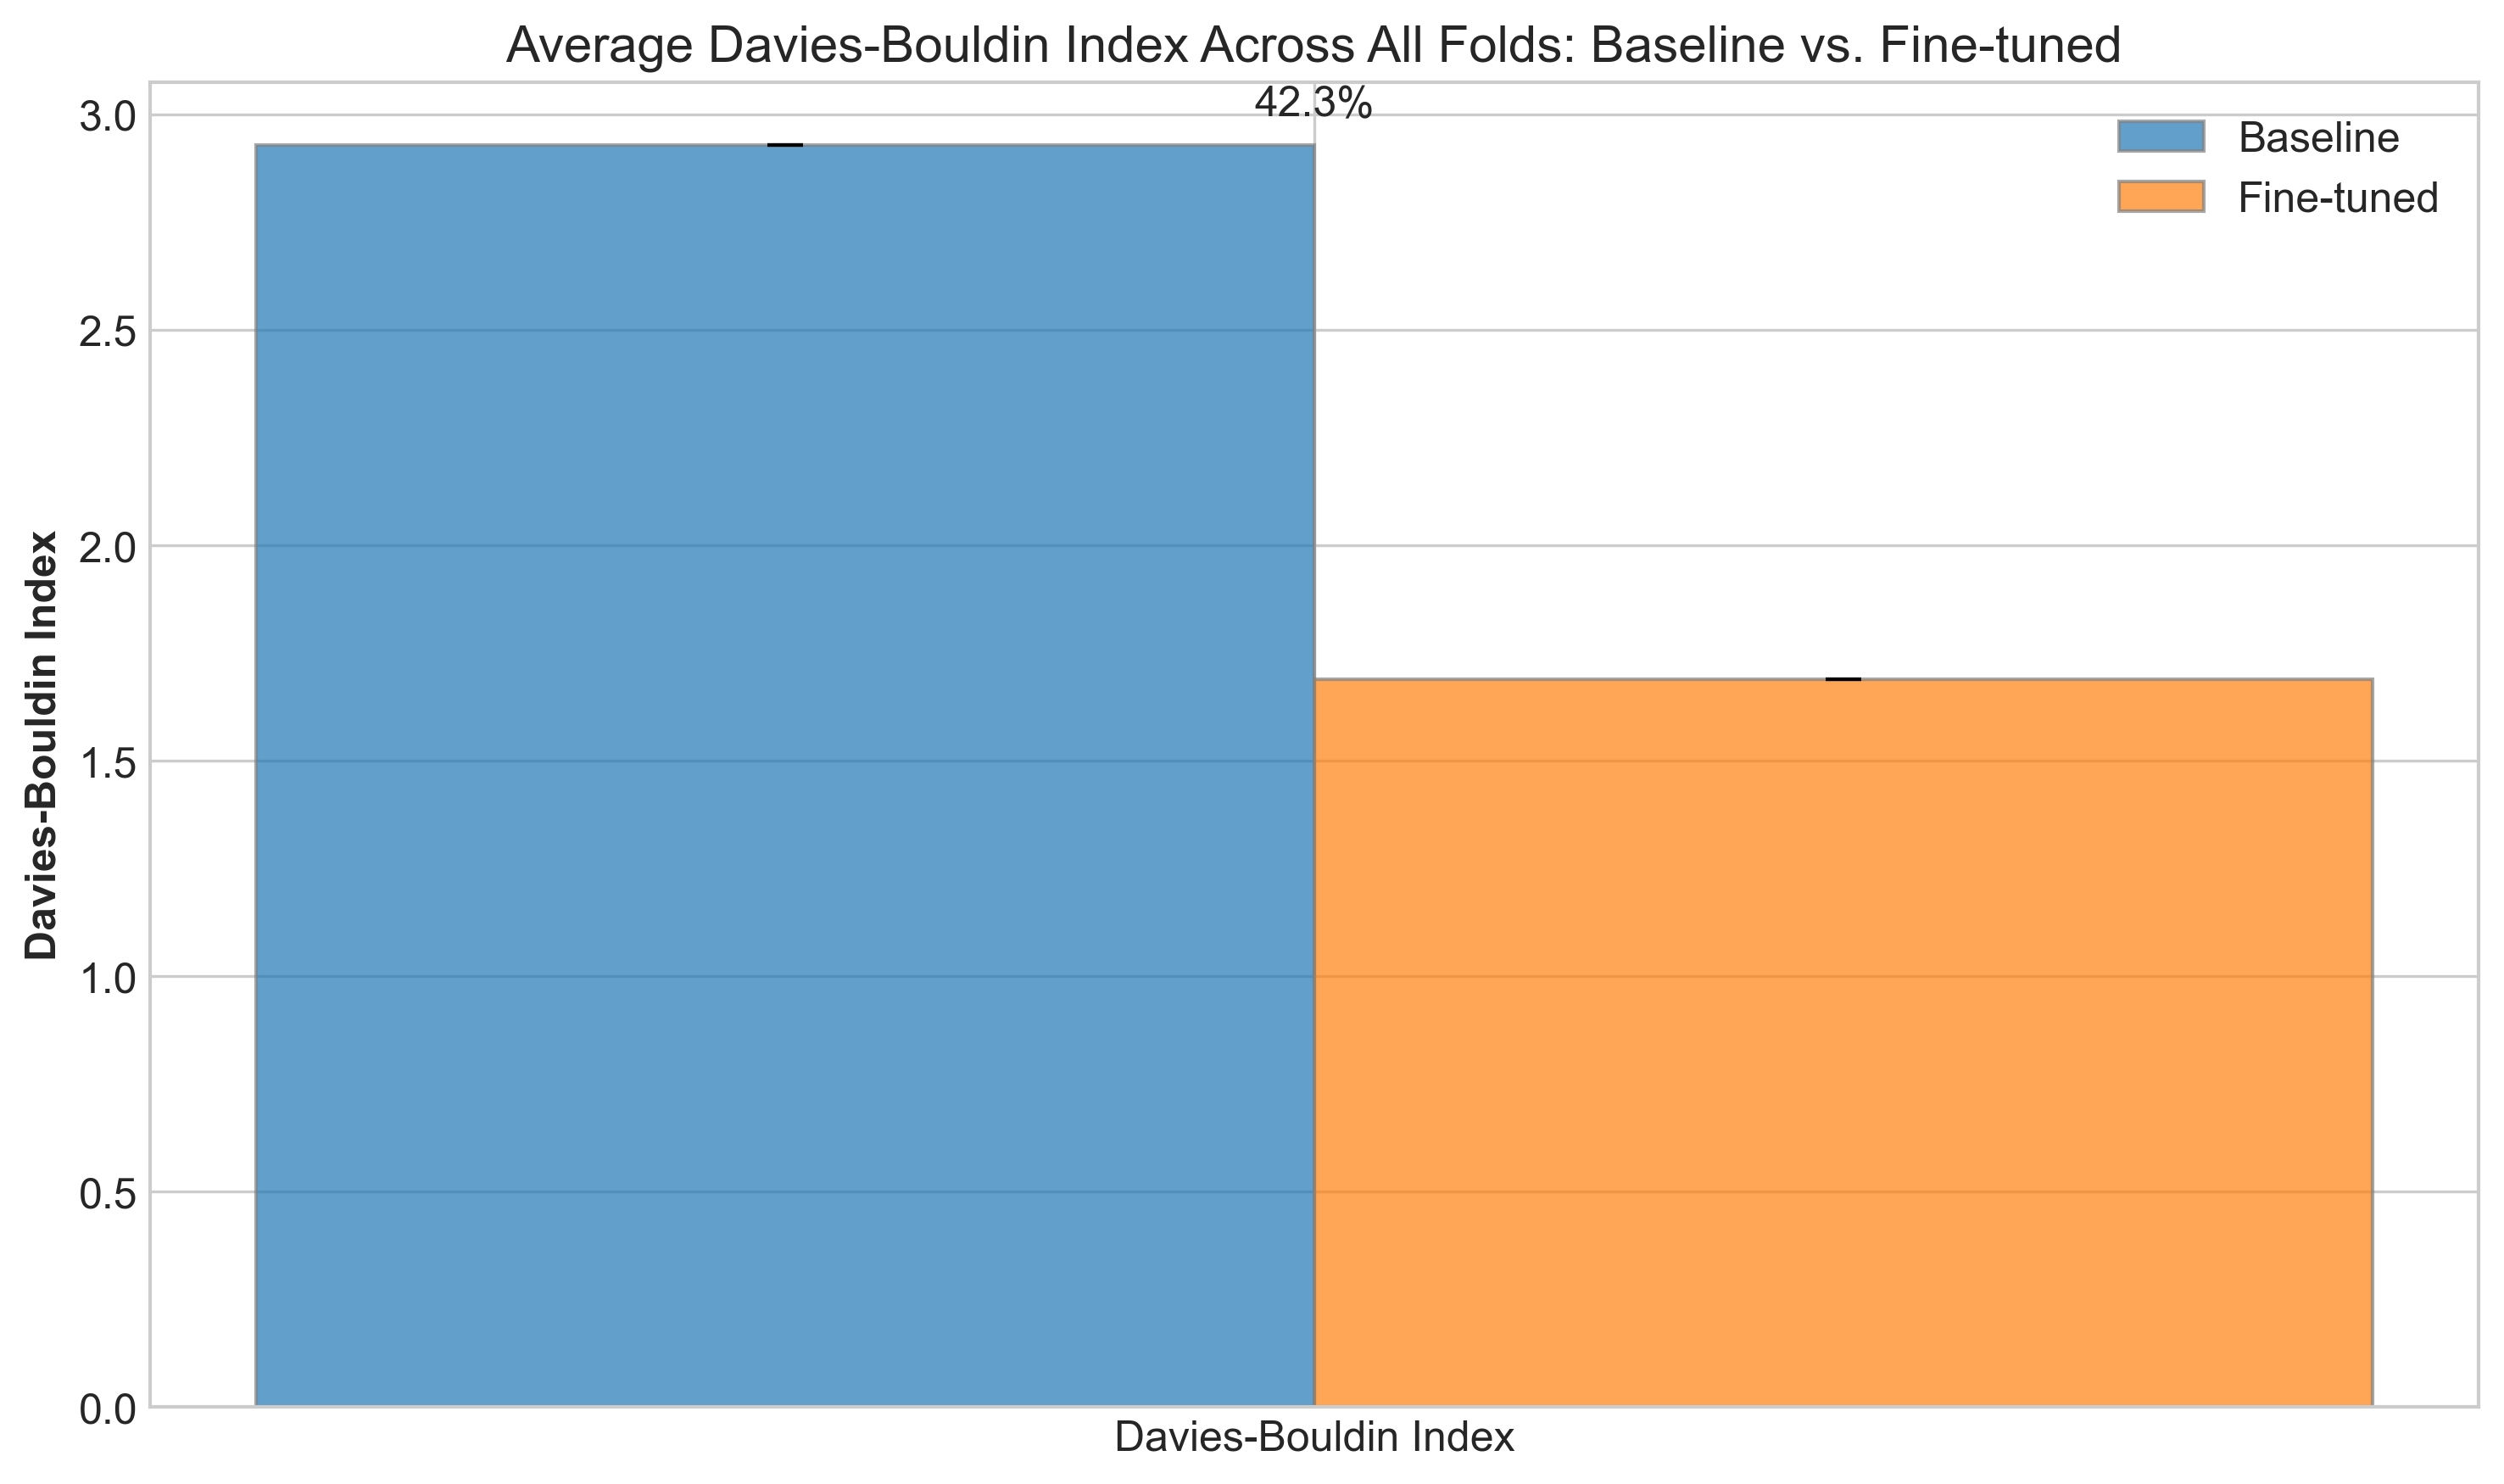 Average Davies-Bouldin Index Across All Folds: Baseline vs. Fine-tuned
42.3%
Baseline
Fine-tuned
3.0
2.5
2.0
1.5
1.0
0.5
0.0
Davies-Bouldin Index
Davies-Bouldin Index